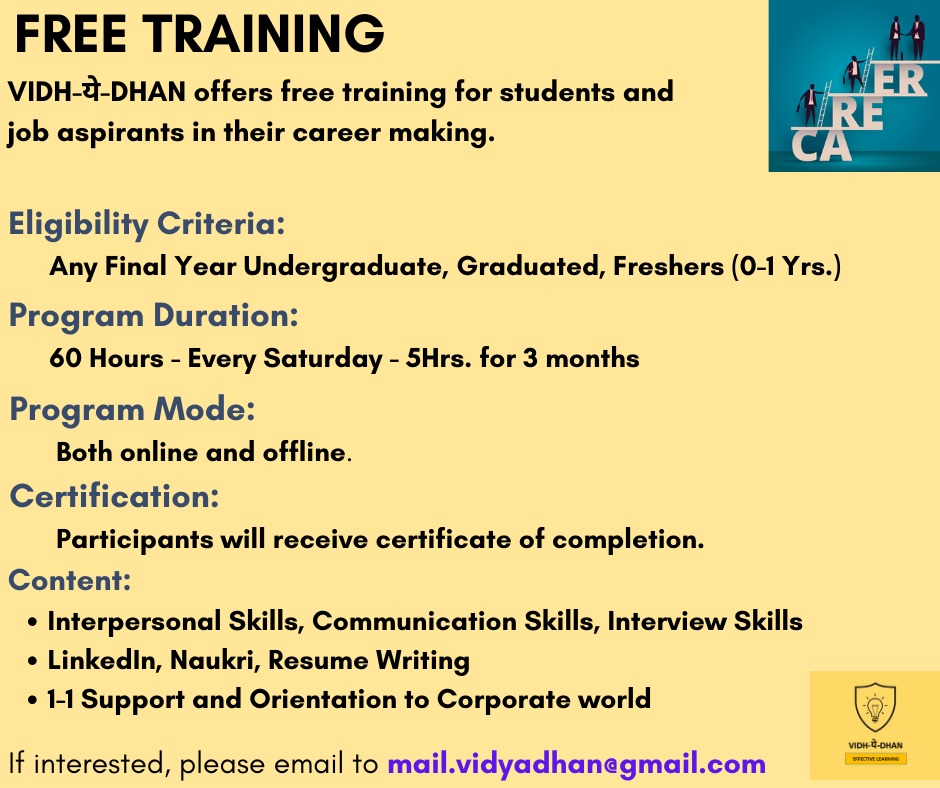 FREE TRAINING
VIDH-ये-DHAN offers free training for students and
job aspirants in their career making.
CA
RE
ER
Eligibility Criteria:
Any Final Year Undergraduate, Graduated, Freshers (0-1 Yrs.)
Program Duration:
60 Hours - Every Saturday - 5Hrs. for 3 months
Program Mode:
Both online and offline.
Certification:
Participants will receive certificate of completion.
Content:
• Interpersonal Skills, Communication Skills, Interview Skills
• LinkedIn, Naukri, Resume Writing
• 1-1 Support and Orientation to Corporate world
VIDH-ये-DHAN
EFFECTIVE LEARNING
If interested, please email to mail.vidyadhan@gmail.com